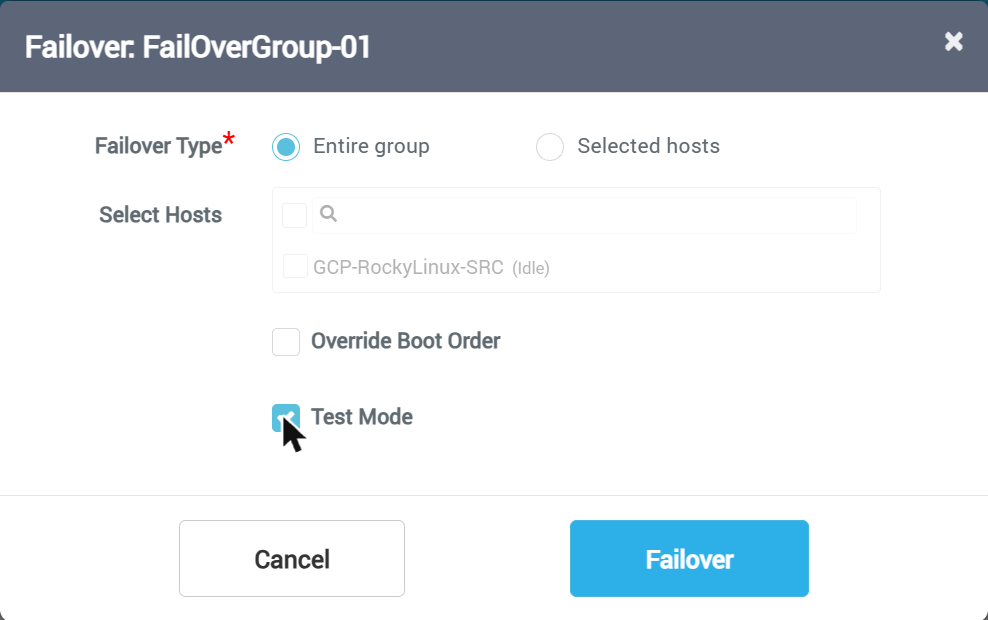 Failover: FailOverGroup-01
Failover Type* Entire group Selected hosts
Select Hosts
GCP-RockyLinux-SRC (Idle)
Override Boot Order
Test Mode
Cancel Failover